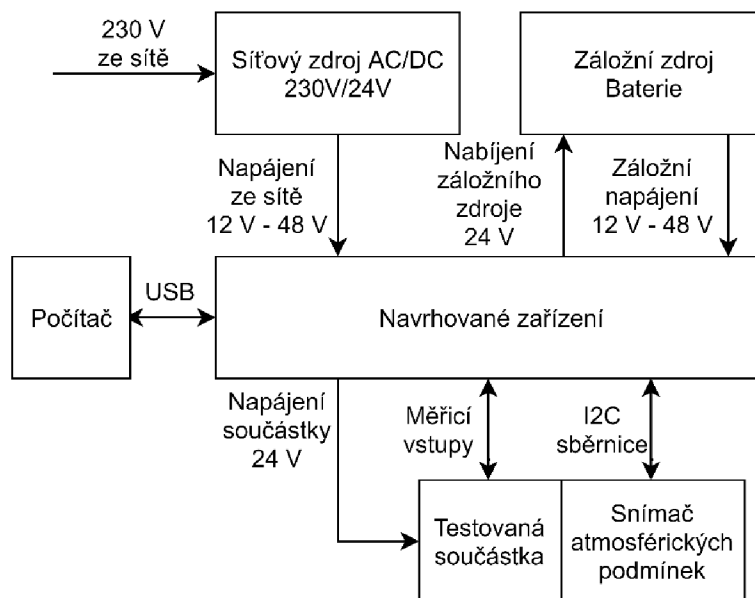 230 V
ze sítě
Síťový zdroj AC/DC
230V/24V
Záložní zdroj
Baterie
Napájení
ze sítě
12 V - 48 V
Nabíjení
záložního
zdroje
24 V
Záložní
napájení
12 V - 48 V
Počítač
USB
Navrhované zařízení
Napájení
součástky
24 V
Měřicí
vstupy
I2C
sběrnice
Testovaná
součástka
Snímač
atmosférických
podmínek